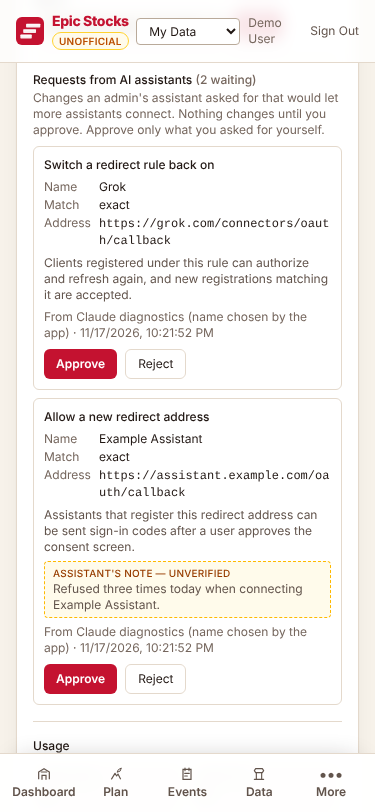 Epic Stocks
UNOFFICIAL
My Data
Demo
User
Sign Out
Requests from AI assistants (2 waiting)
Changes an admin's assistant asked for that would let
more assistants connect. Nothing changes until you
approve. Approve only what you asked for yourself.
Switch a redirect rule back on
Name Grok
Match exact
Address https://grok.com/connectors/oaut
h/callback
Clients registered under this rule can authorize
and refresh again, and new registrations matching
it are accepted.
From Claude diagnostics (name chosen by the
app) · 11/17/2026, 10:21:52 PM
Approve Reject
Allow a new redirect address
Name Example Assistant
Match exact
Address https://assistant.example.com/oa
uth/callback
Assistants that register this redirect address can
be sent sign-in codes after a user approves the
consent screen.
ASSISTANT'S NOTE — UNVERIFIED
Refused three times today when connecting
Example Assistant.
From Claude diagnostics (name chosen by the
app) · 11/17/2026, 10:21:52 PM
Approve Reject
Usage
Dashboard Plan Events Data More